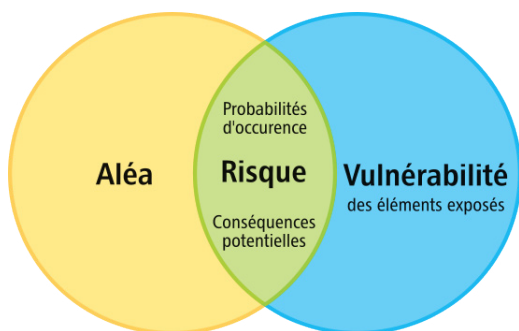 Aléa
Probabilités
d'occurence
Risque
Conséquences
potentielles
Vulnérabilité
des éléments exposés